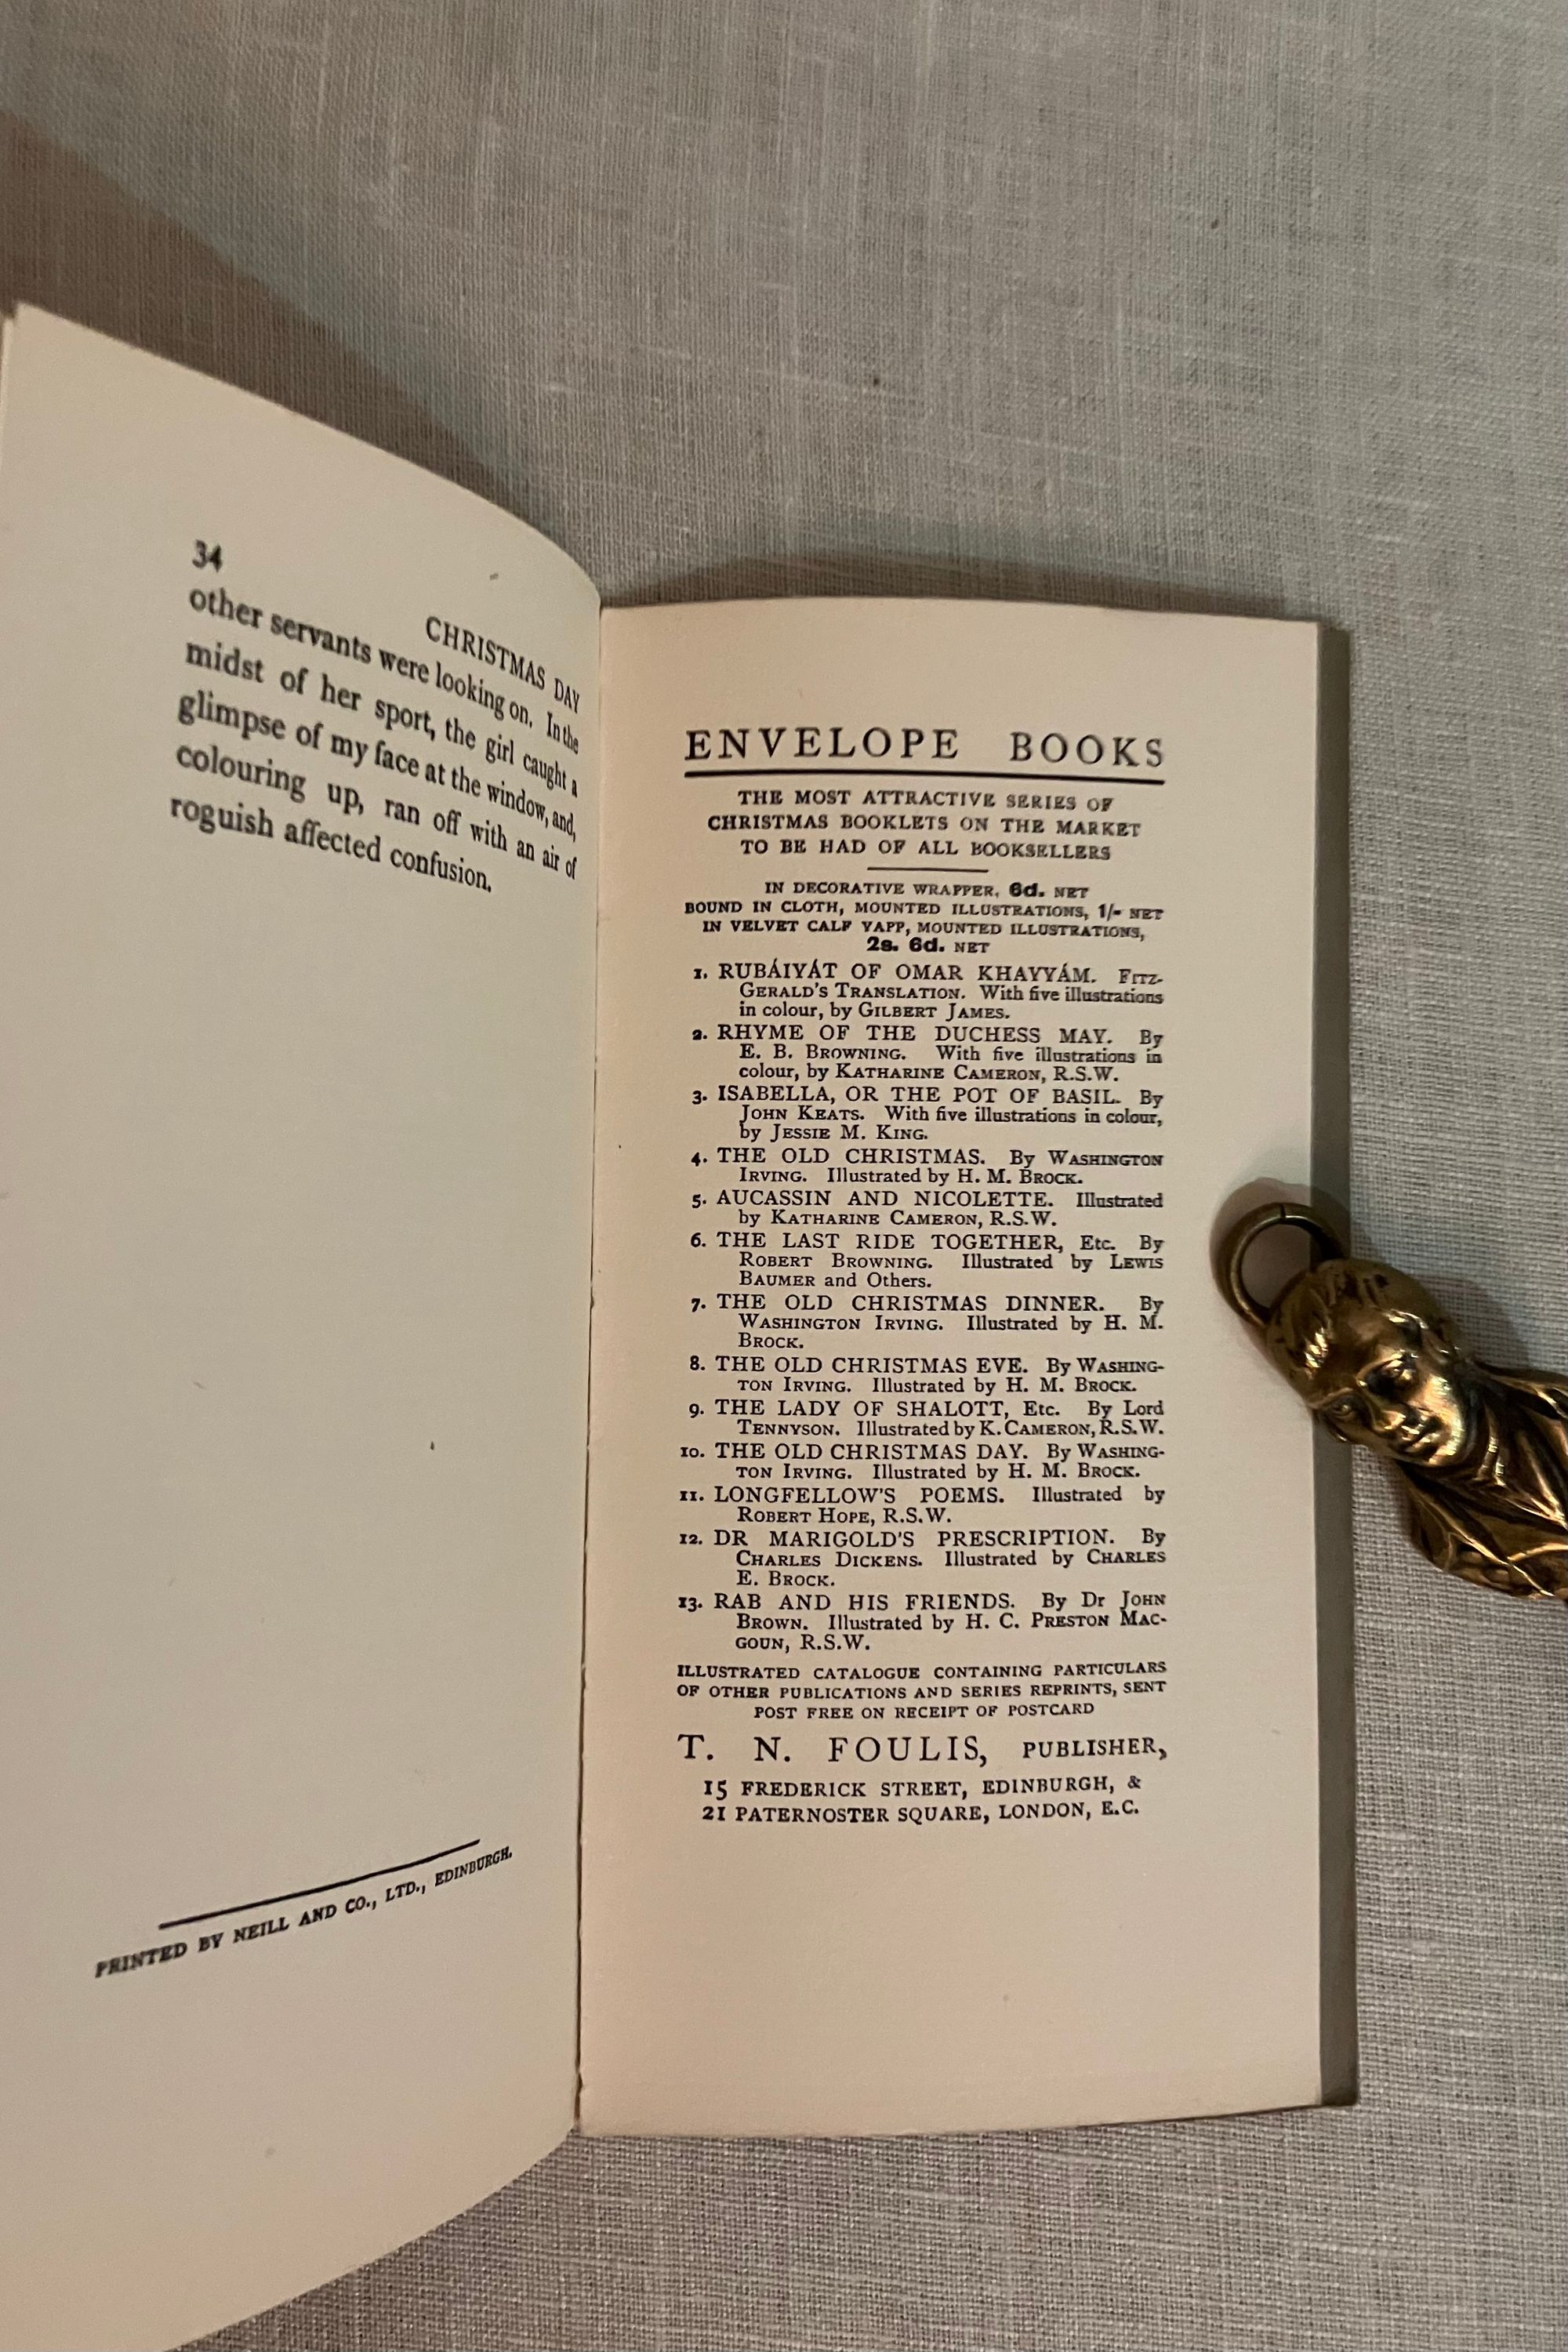 34
CHRISTMAS DAY
other servants were looking on. In the
midst of her sport, the girl caught a
glimpse of my face at the window, and,
colouring up, ran off with an air of
roguish affected confusion.
PRINTED BY NEILL AND CO., LTD., EDINBURGH.
ENVELOPE BOOKS
THE MOST ATTRACTIVE SERIES OF
CHRISTMAS BOOKLETS ON THE MARKET
TO BE HAD OF ALL BOOKSELLERS
IN DECORATIVE WRAPPER, 6d. NET
BOUND IN CLOTH, MOUNTED ILLUSTRATIONS, 1/- NET
IN VELVET CALF YAPP, MOUNTED ILLUSTRATIONS,
2s. 6d. NET
1. RUBÁIYÁT OF OMAR KHAYYÁM. FITZ-
GERALD'S TRANSLATION. With five illustrations
in colour, by GILBERT JAMES.
2. RHYME OF THE DUCHESS MAY. By
E. B. BROWNING. With five illustrations in
colour, by KATHARINE CAMERON, R.S.W.
3. ISABELLA, OR THE POT OF BASIL. By
JOHN KEATS. With five illustrations in colour,
by JESSIE M. KING.
4. THE OLD CHRISTMAS. By WASHINGTON
IRVING. Illustrated by H. M. BROCK.
5. AUCASSIN AND NICOLETTE. Illustrated
by KATHARINE CAMERON, R.S.W.
6. THE LAST RIDE TOGETHER, Etc. By
ROBERT BROWNING. Illustrated by LEWIS
BAUMER and Others.
7. THE OLD CHRISTMAS DINNER. By
WASHINGTON IRVING. Illustrated by H. M.
BROCK.
8. THE OLD CHRISTMAS EVE. By WASHING-
TON IRVING. Illustrated by H. M. BROCK.
9. THE LADY OF SHALOTT, Etc. By Lord
TENNYSON. Illustrated by K. CAMERON, R.S.W.
10. THE OLD CHRISTMAS DAY. By WASHING-
TON IRVING. Illustrated by H. M. BROCK.
11. LONGFELLOW'S POEMS. Illustrated by
ROBERT HOPE, R.S.W.
12. DR MARIGOLD'S PRESCRIPTION. By
CHARLES DICKENS. Illustrated by CHARLES
E. BROCK.
13. RAB AND HIS FRIENDS. By Dr JOHN
BROWN. Illustrated by H. C. PRESTON MAC-
GOUN, R.S.W.
ILLUSTRATED CATALOGUE CONTAINING PARTICULARS
OF OTHER PUBLICATIONS AND SERIES REPRINTS, SENT
POST FREE ON RECEIPT OF POSTCARD
T. N. FOULIS, PUBLISHER,
15 FREDERICK STREET, EDINBURGH, &
21 PATERNOSTER SQUARE, LONDON, E.C.